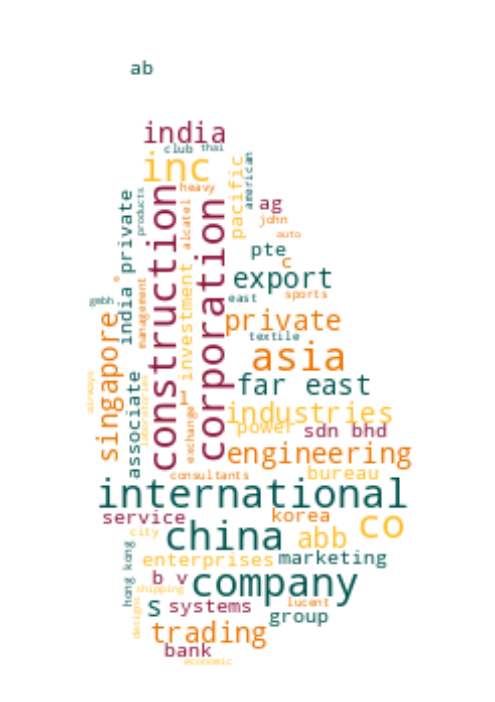 ab
india
club thai
inc
american
pacific
heavy
products
india private
construction
corporation
alcatel
ag
john
auto
pte
c
export
investment
management
e
gmbh
east
sports
singapore
private
textile
asia
far east
airways
associate
laboratories
l
exchange
industries
power
sdn bhd
engineering
consultants
bureau
international
service
korea
co
city
china
abb
enterprises
marketing
hong kong
b v
shipping
company
designs
s
systems
lucent
group
trading
bank
economic